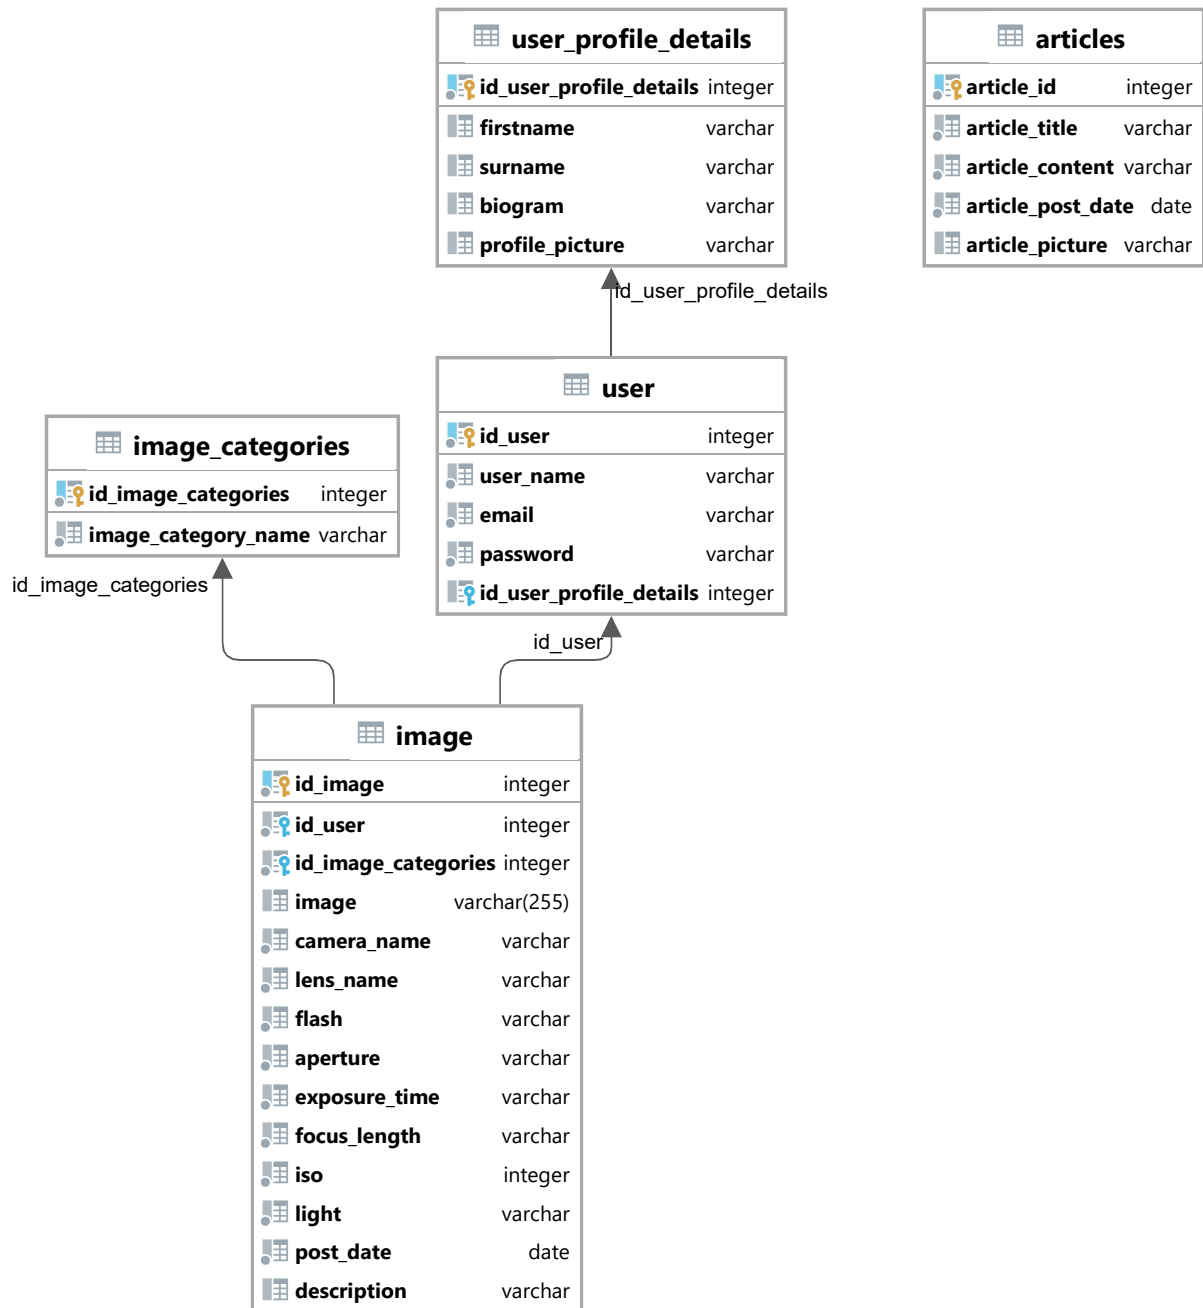 user_profile_details
id_user_profile_details integer
firstname varchar
surname varchar
biogram varchar
profile_picture varchar
articles
article_id integer
article_title varchar
article_content varchar
article_post_date date
article_picture varchar
id_user_profile_details
user
id_user integer
user_name varchar
email varchar
password varchar
id_user_profile_details integer
image_categories
id_image_categories integer
image_category_name varchar
id_image_categories
id_user
image
id_image integer
id_user integer
id_image_categories integer
image varchar(255)
camera_name varchar
lens_name varchar
flash varchar
aperture varchar
exposure_time varchar
focus_length varchar
iso integer
light varchar
post_date date
description varchar